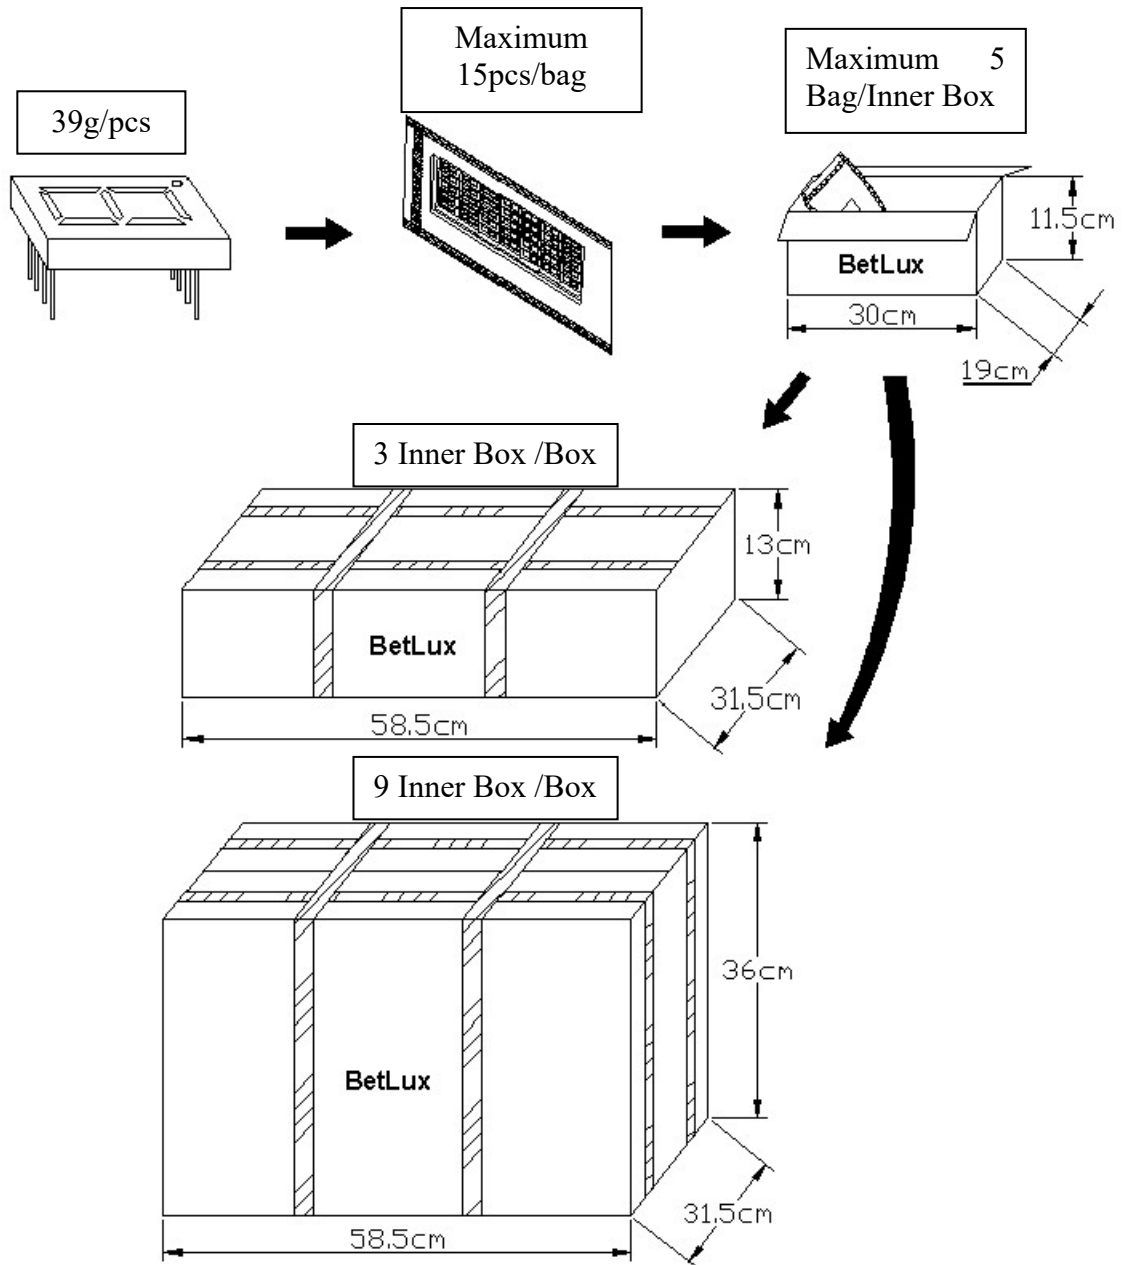 39g/pcs
Maximum
15pcs/bag
Maximum 5
Bag/Inner Box
11.5cm
BetLux
30cm
19cm
3 Inner Box /Box
13cm
BetLux
31.5cm
58.5cm
9 Inner Box /Box
36cm
BetLux
31.5cm
58.5cm